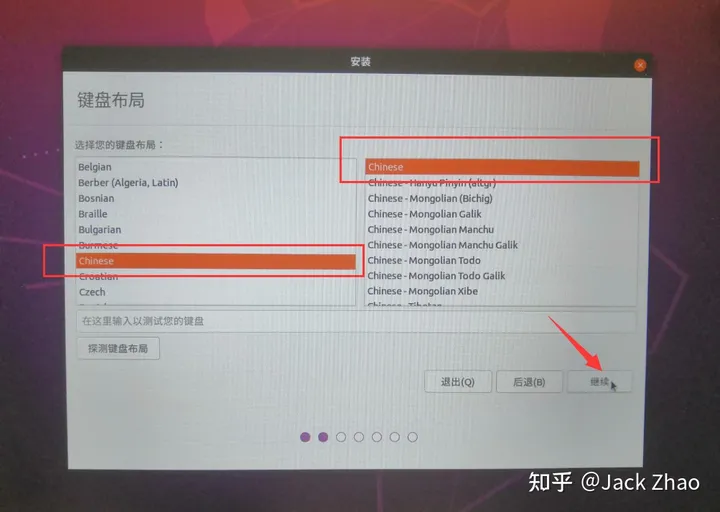 安装
键盘布局
选择您的键盘布局：
Belgian
Berber (Algeria, Latin)
Bosnian
Braille
Bulgarian
Burmese
Chinese
Croatian
Czech
Chinese
Chinese - Hanyu Pinyin (altgr)
Chinese - Mongolian (Bichig)
Chinese - Mongolian Galik
Chinese - Mongolian Manchu
Chinese - Mongolian Manchu Galik
Chinese - Mongolian Todo
Chinese - Mongolian Todo Galik
Chinese - Mongolian Xibe
Chinese - Tibetan
在这里输入以测试您的键盘
探测键盘布局
退出(Q) 后退(B) 继续
知乎 @Jack Zhao